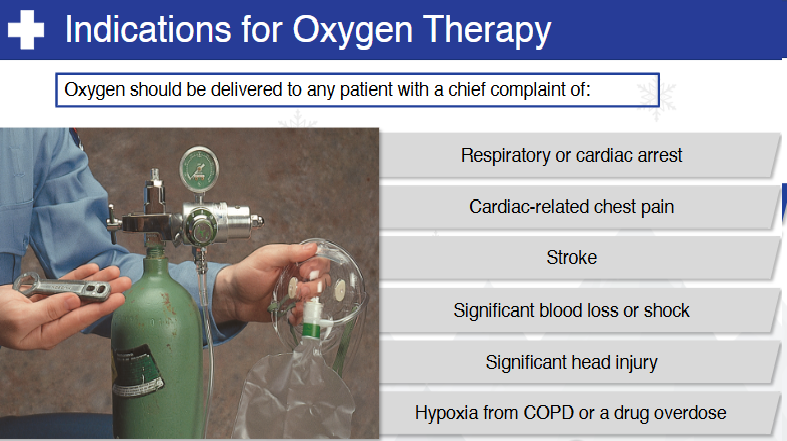 Indications for Oxygen Therapy
Oxygen should be delivered to any patient with a chief complaint of:
Respiratory or cardiac arrest
Cardiac-related chest pain
Stroke
Significant blood loss or shock
Significant head injury
Hypoxia from COPD or a drug overdose